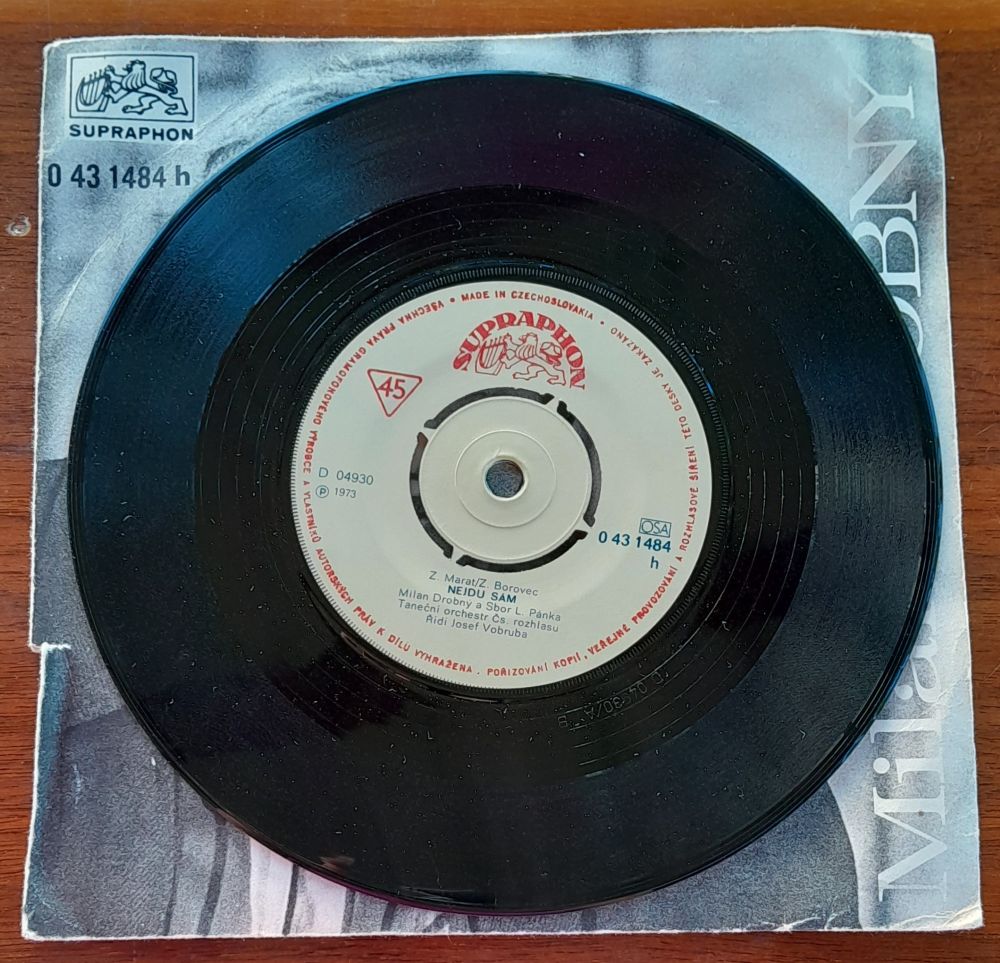 SUPRAPHON
0 43 1484 h
Milan
BNY
VŠECHNA PRÁVA GRAMOFONOVÉHO VÝROBCE A VLASTNÍKŮ AUTORSKÝCH PRÁV K DÍLU VYHRAŽENA. POŘIZOVÁNÍ KOPIÍ, VEŘEJNÉ PROVOZOVÁNÍ A ROZHLASOVÉ ŠÍŘENÍ TÉTO DESKY JE ZAKÁZÁNO • MADE IN CZECHOSLOVAKIA •
SUPRAPHON
45
D 04930
Ⓟ 1973
OSA
0 43 1484
h
Z. Marat/Z. Borovec
NEJDU SÁM
Milan Drobný a Sbor L. Pánka
Taneční orchestr Čs. rozhlasu
Řídí Josef Vobruba